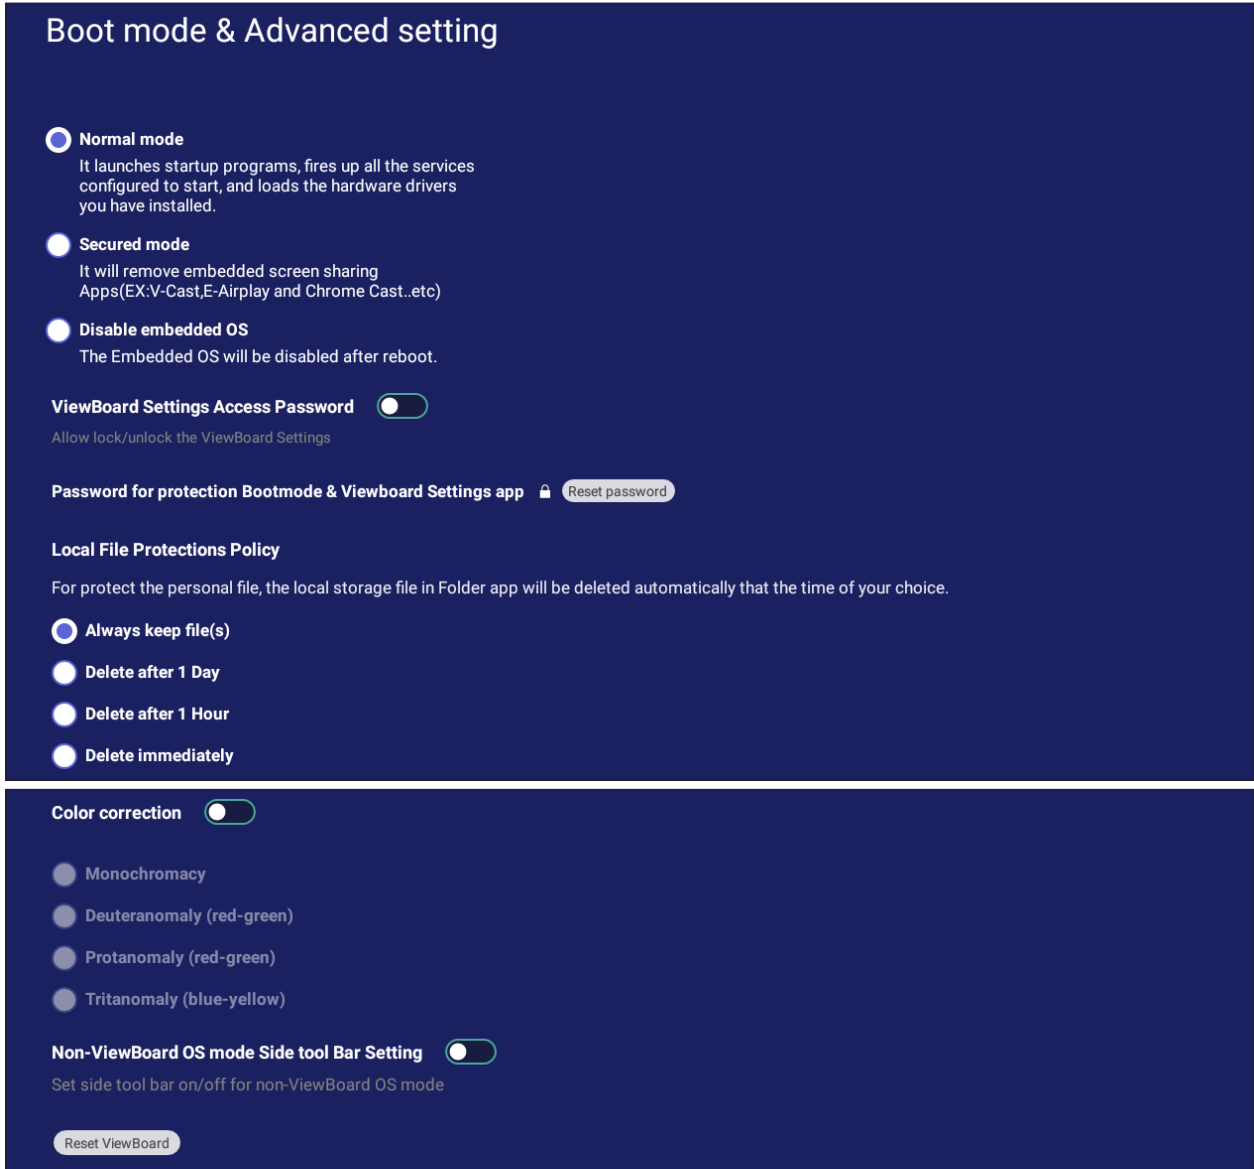 Boot mode & Advanced setting
Normal mode
It launches startup programs, fires up all the services
configured to start, and loads the hardware drivers
you have installed.
Secured mode
It will remove embedded screen sharing
Apps(EX:V-Cast,E-Airplay and Chrome Cast..etc)
Disable embedded OS
The Embedded OS will be disabled after reboot.
ViewBoard Settings Access Password
Allow lock/unlock the ViewBoard Settings
Password for protection Bootmode & Viewboard Settings app Reset password
Local File Protections Policy
For protect the personal file, the local storage file in Folder app will be deleted automatically that the time of your choice.
Always keep file(s)
Delete after 1 Day
Delete after 1 Hour
Delete immediately
Color correction
Monochromacy
Deuteranomaly (red-green)
Protanomaly (red-green)
Tritanomaly (blue-yellow)
Non-ViewBoard OS mode Side tool Bar Setting
Set side tool bar on/off for non-ViewBoard OS mode
Reset ViewBoard